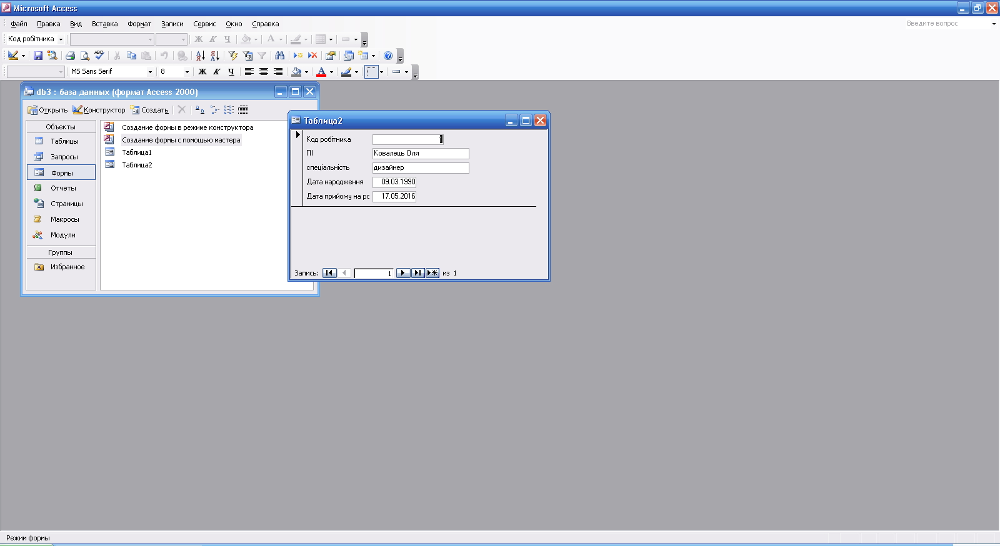 Microsoft Access
Файл Правка Вид Вставка Формат Записи Сервис Окно Справка
Введите вопрос
Код робітника Ж К Ч А
MS Sans Serif 8 Ж К Ч А
db3 : база данных (формат Access 2000)
Открыть Конструктор Создать
Объекты
Таблицы
Запросы
Формы
Отчеты
Страницы
Макросы
Модули
Группы
Избранное
Создание формы в режиме конструктора
Создание формы с помощью мастера
Таблица1
Таблица2
Таблица2
Код робітника 1
ПІ Ковалець Оля
спеціальність дизайнер
Дата народження 09.03.1990
Дата прийому на рс 17.05.2016
Запись: 1 из 1
Режим формы